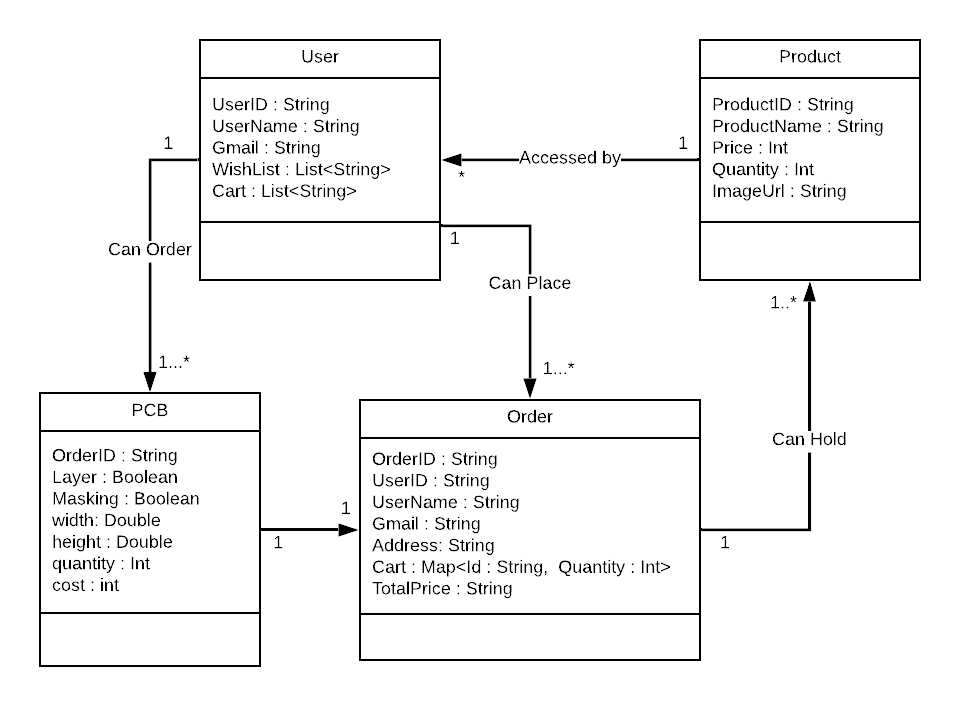 User
UserID : String
UserName : String
Gmail : String
WishList : List<String>
Cart : List<String>
Product
ProductID : String
ProductName : String
Price : Int
Quantity : Int
ImageUrl : String
1
Accessed by
1
*
1
Can Order
1...*
Can Place
1...*
1..*
Can Hold
1
PCB
OrderID : String
Layer : Boolean
Masking : Boolean
width: Double
height : Double
quantity : Int
cost : int
1
1
Order
OrderID : String
UserID : String
UserName : String
Gmail : String
Address: String
Cart : Map<Id : String,  Quantity : Int>
TotalPrice : String
1